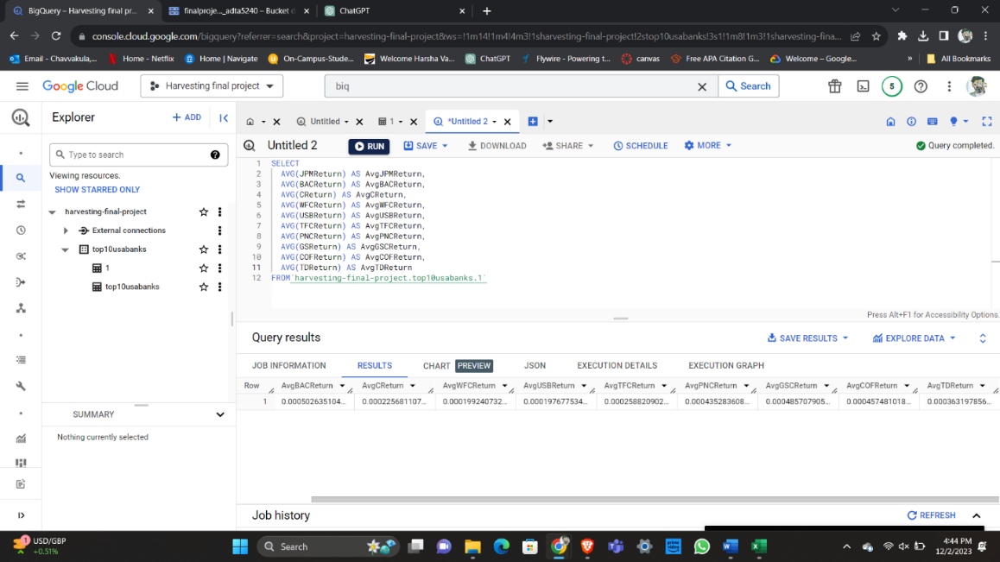 BigQuery – Harvesting final pr...
finalproje..._adta5240 – Bucket d
ChatGPT
console.cloud.google.com/bigquery?referrer=search&project=harvesting-final-project&ws=!1m14!1m4!4m3!1sharvesting-final-project!2stop10usabanks!3s1!1m8!1m3!1sharvesting-fina...
Email - Chavvakula,...
Home - Netflix
Home | Navigate
On-Campus-Stude...
Welcome Harsha Va...
ChatGPT
Flywire - Powering t...
canvas
Free APA Citation G...
Welcome – Google...
»
All Bookmarks
Google Cloud
Harvesting final project
biq
Search
5
Explorer
+ ADD
Untitled
1
*Untitled 2
Untitled 2
RUN
SAVE
DOWNLOAD
SHARE
SCHEDULE
MORE
Query completed.
Type to search
Viewing resources.
SHOW STARRED ONLY
harvesting-final-project
External connections
top10usabanks
1
top10usabanks
SUMMARY
Nothing currently selected
1 SELECT
2 AVG(JPMReturn) AS AvgJPMReturn,
3 AVG(BACReturn) AS AvgBACReturn,
4 AVG(CReturn) AS AvgCReturn,
5 AVG(WFCReturn) AS AvgWFCReturn,
6 AVG(USBReturn) AS AvgUSBReturn,
7 AVG(TFCReturn) AS AvgTFCReturn,
8 AVG(PNCReturn) AS AvgPNCReturn,
9 AVG(GSReturn) AS AvgGSCReturn,
10 AVG(COFReturn) AS AvgCOFReturn,
11 AVG(TDReturn) AS AvgTDReturn
12 FROM`harvesting-final-project.top10usabanks.1`
Press Alt+F1 for Accessibility Options.
Query results
SAVE RESULTS
EXPLORE DATA
JOB INFORMATION
RESULTS
CHART PREVIEW
JSON
EXECUTION DETAILS
EXECUTION GRAPH
Row AvgBACReturn AvgCReturn AvgWFCReturn AvgUSBReturn AvgTFCReturn AvgPNCReturn AvgGSCReturn AvgCOFReturn AvgTDReturn
1 0.000502635104... 0.000225681107... 0.000199240732... 0.000197677534... 0.000258820902... 0.000435283608... 0.000485707905... 0.000457481018... 0.000363197856...
Job history
REFRESH
1
USD/GBP
+0.51%
Search
prime video
4:44 PM
12/2/2023